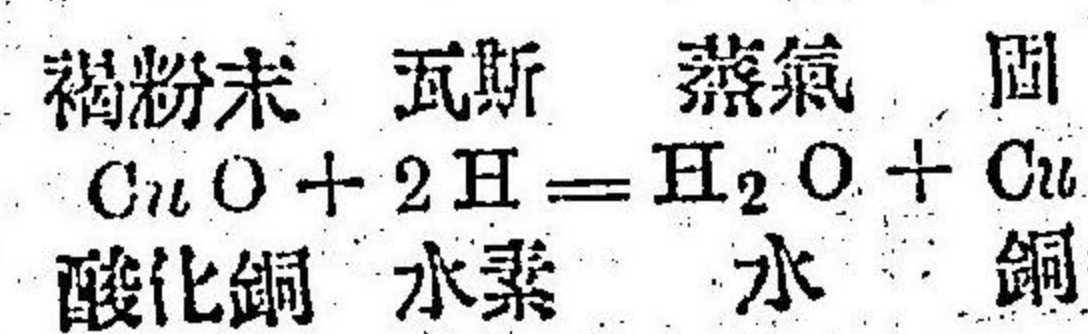 褐粉末 瓦斯 蒸氣 固
CuO + 2H = H₂O + Cu
酸化銅 水素 水 銅